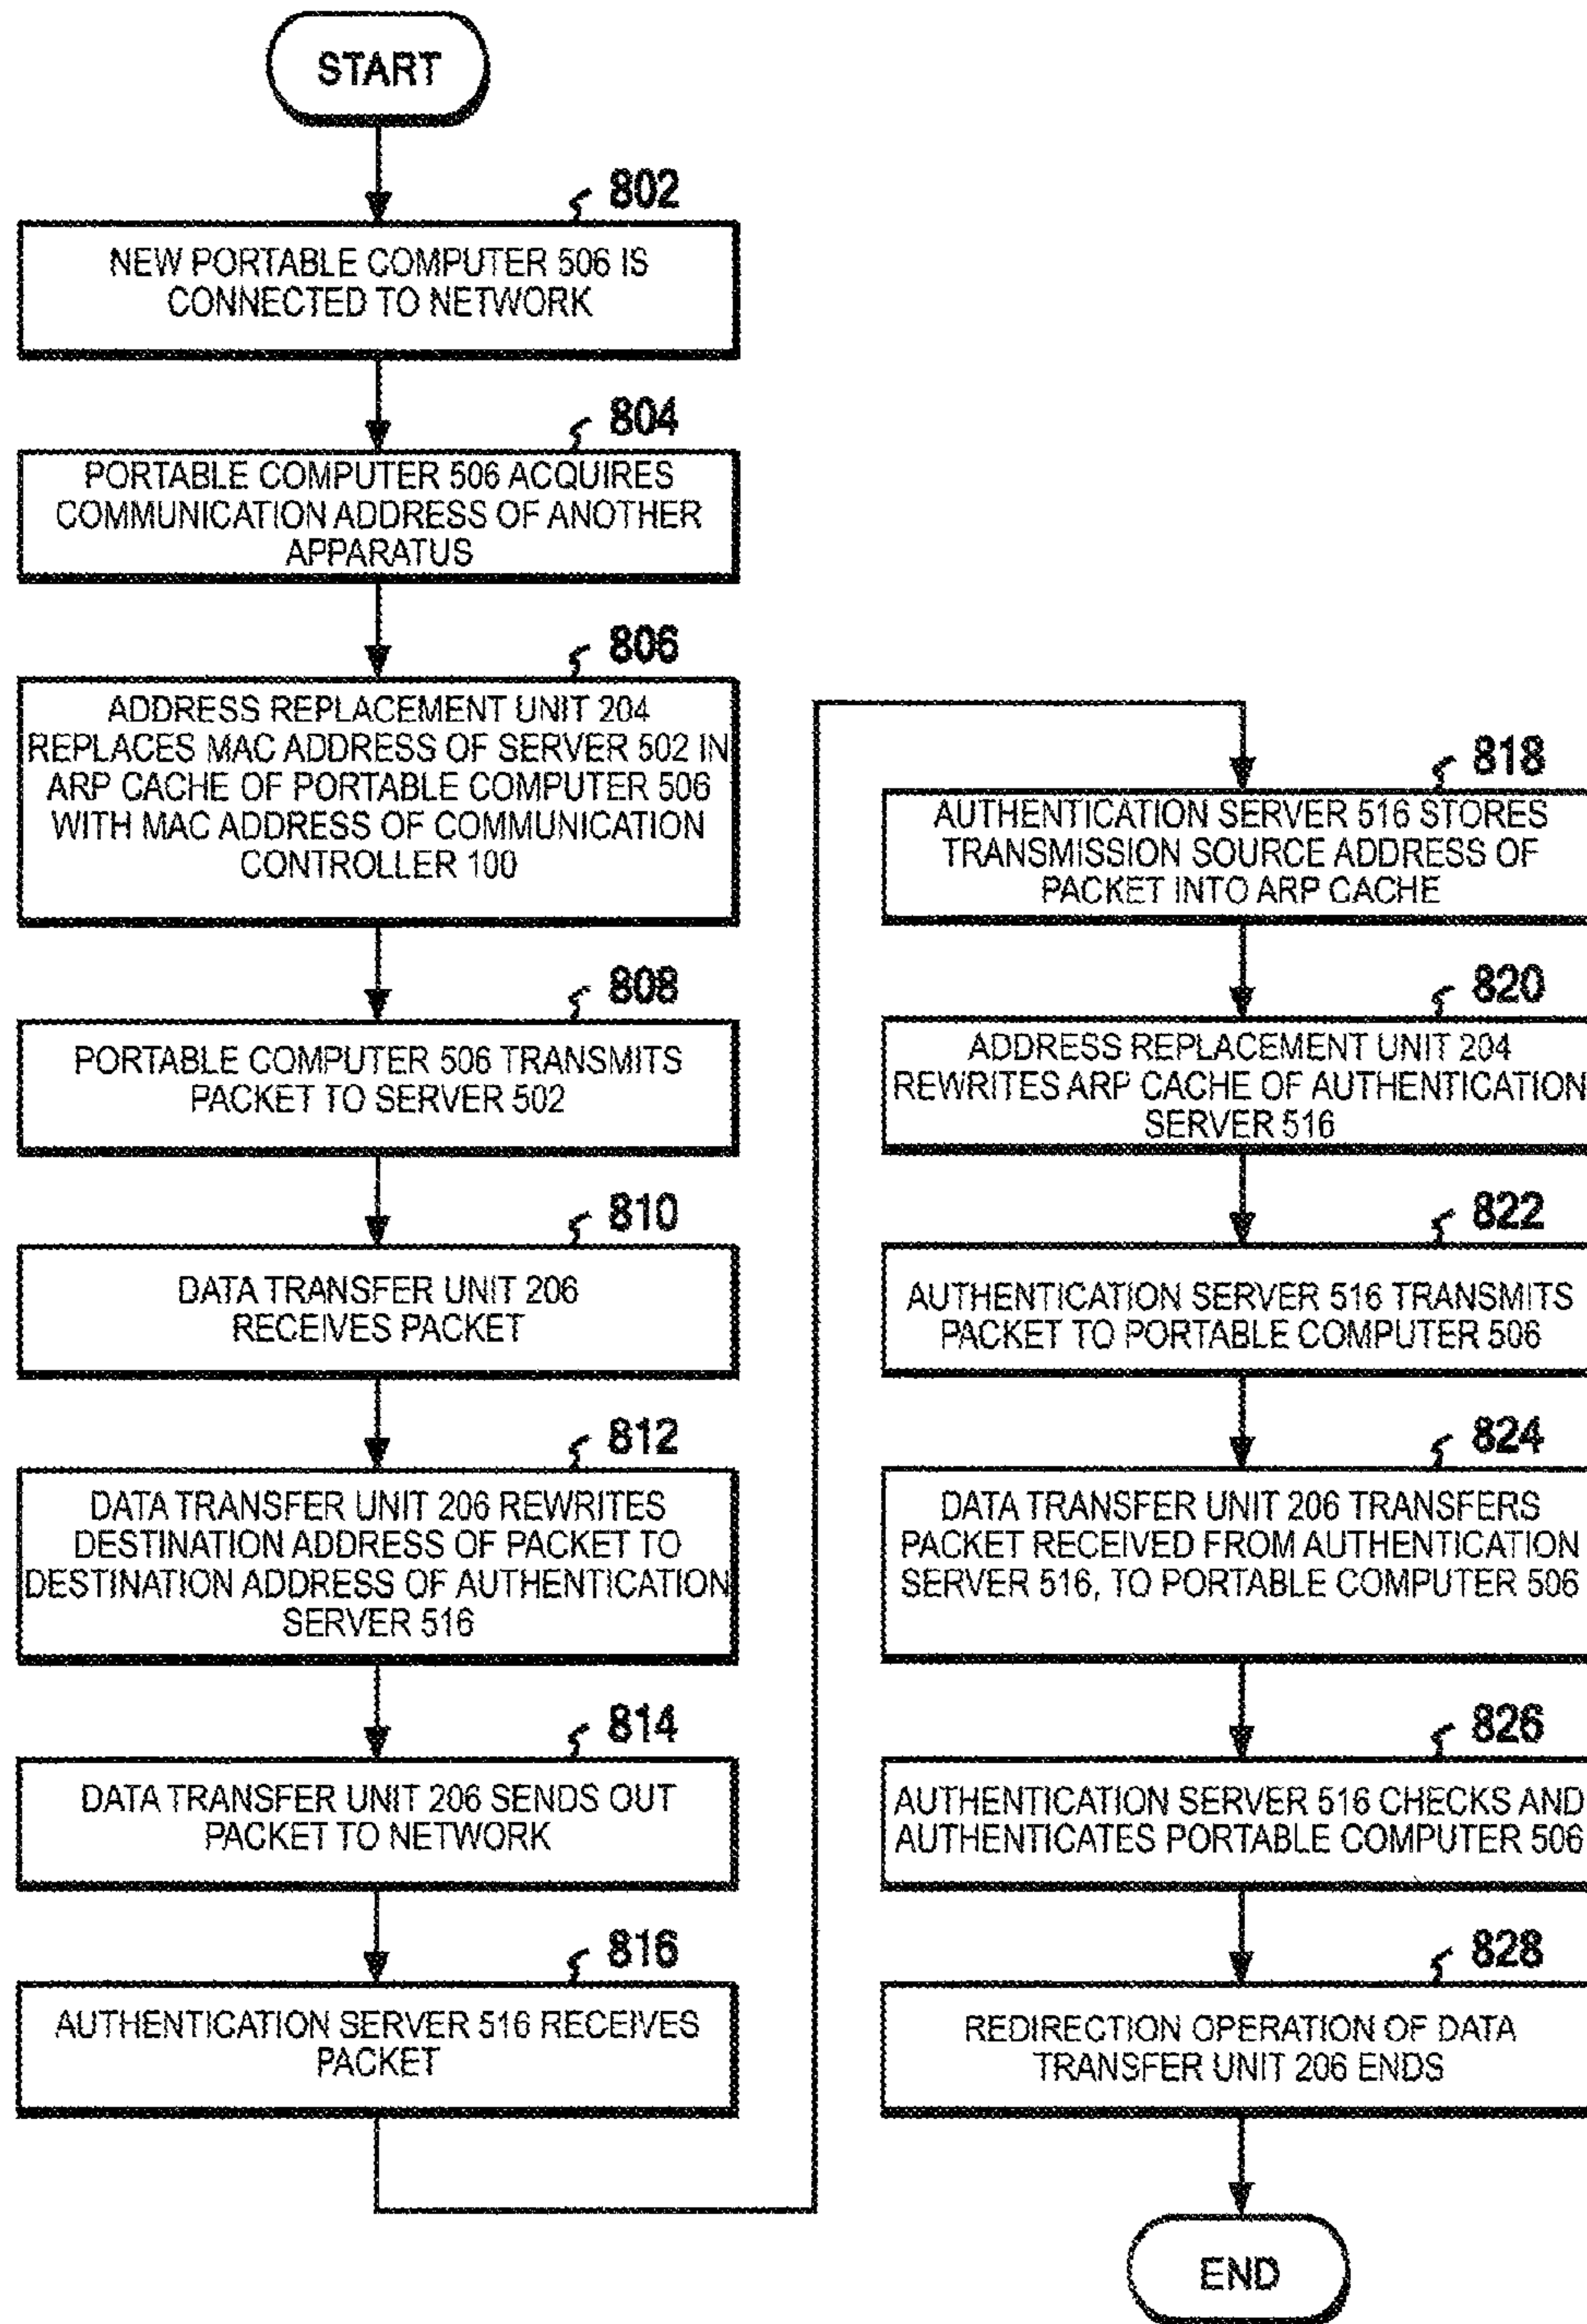 START
802
NEW PORTABLE COMPUTER 506 IS
CONNECTED TO NETWORK
804
PORTABLE COMPUTER 506 ACQUIRES
COMMUNICATION ADDRESS OF ANOTHER
APPARATUS
806
ADDRESS REPLACEMENT UNIT 204
REPLACES MAC ADDRESS OF SERVER 502 IN
ARP CACHE OF PORTABLE COMPUTER 506
WITH MAC ADDRESS OF COMMUNICATION
CONTROLLER 100
808
PORTABLE COMPUTER 506 TRANSMITS
PACKET TO SERVER 502
810
DATA TRANSFER UNIT 206
RECEIVES PACKET
812
DATA TRANSFER UNIT 206 REWRITES
DESTINATION ADDRESS OF PACKET TO
DESTINATION ADDRESS OF AUTHENTICATION
SERVER 516
814
DATA TRANSFER UNIT 206 SENDS OUT
PACKET TO NETWORK
816
AUTHENTICATION SERVER 516 RECEIVES
PACKET
818
AUTHENTICATION SERVER 516 STORES
TRANSMISSION SOURCE ADDRESS OF
PACKET INTO ARP CACHE
820
ADDRESS REPLACEMENT UNIT 204
REWRITES ARP CACHE OF AUTHENTICATION
SERVER 516
822
AUTHENTICATION SERVER 516 TRANSMITS
PACKET TO PORTABLE COMPUTER 506
824
DATA TRANSFER UNIT 206 TRANSFERS
PACKET RECEIVED FROM AUTHENTICATION
SERVER 516, TO PORTABLE COMPUTER 506
826
AUTHENTICATION SERVER 516 CHECKS AND
AUTHENTICATES PORTABLE COMPUTER 506
828
REDIRECTION OPERATION OF DATA
TRANSFER UNIT 206 ENDS
END